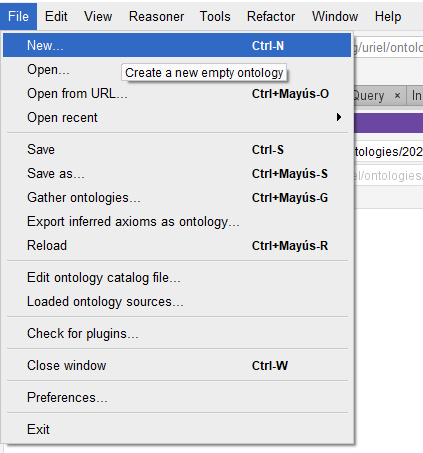 File Edit View Reasoner Tools Refactor Window Help
New... Ctrl-N
g/uriel/ontolo
Open...
Create a new empty ontology
Open from URL... Ctrl+Mayús-O
Query × In
Open recent
Save Ctrl-S
tologies/202
Save as... Ctrl+Mayús-S
el/ontologies/
Gather ontologies... Ctrl+Mayús-G
Export inferred axioms as ontology...
Reload Ctrl+Mayús-R
Edit ontology catalog file...
Loaded ontology sources...
Check for plugins...
Close window Ctrl-W
Preferences...
Exit